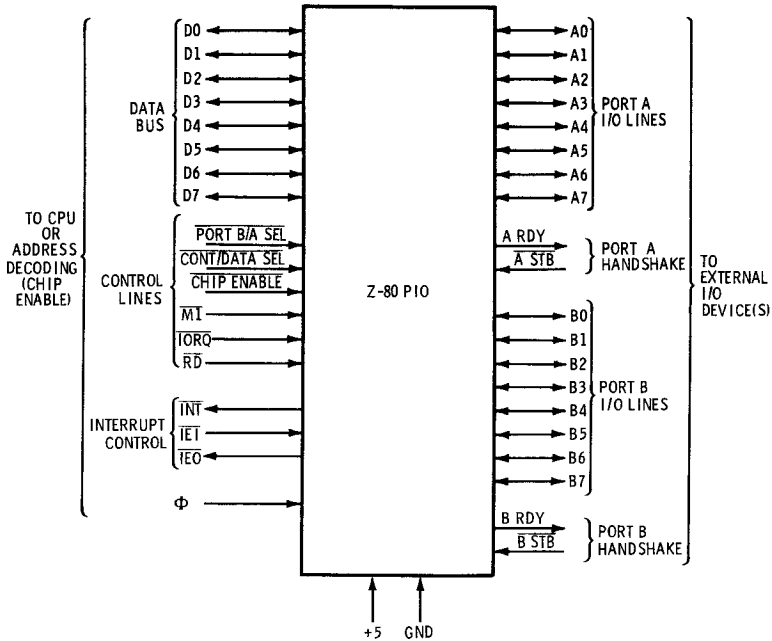 TO CPU
OR
ADDRESS
DECODING
(CHIP
ENABLE)
DATA
BUS
D0
D1
D2
D3
D4
D5
D6
D7
CONTROL
LINES
PORT B/A SEL
CONT/DATA SEL
CHIP ENABLE
MI
IORQ
RD
INTERRUPT
CONTROL
INT
IEI
IEO
Φ
Z-80 PIO
+5
GND
A0
A1
A2
A3
A4
A5
A6
A7
PORT A
I/O LINES
A RDY
A STB
PORT A
HANDSHAKE
B0
B1
B2
B3
B4
B5
B6
B7
PORT B
I/O LINES
B RDY
B STB
PORT B
HANDSHAKE
TO
EXTERNAL
I/O
DEVICE(S)